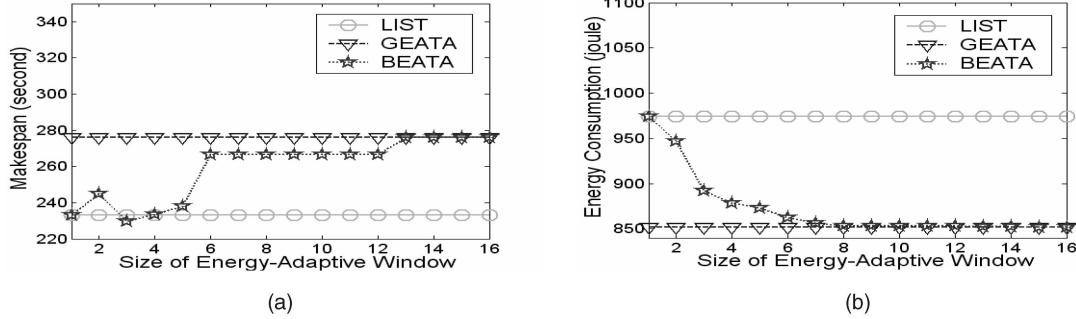 340
320
300
280
260
240
220
Makespan (second)
LIST
GEATA
BEATA
2 4 6 8 10 12 14 16
Size of Energy-Adaptive Window
(a)
1100
1050
1000
950
900
850
Energy Consumption (joule)
LIST
GEATA
BEATA
2 4 6 8 10 12 14 16
Size of Energy-Adaptive Window
(b)